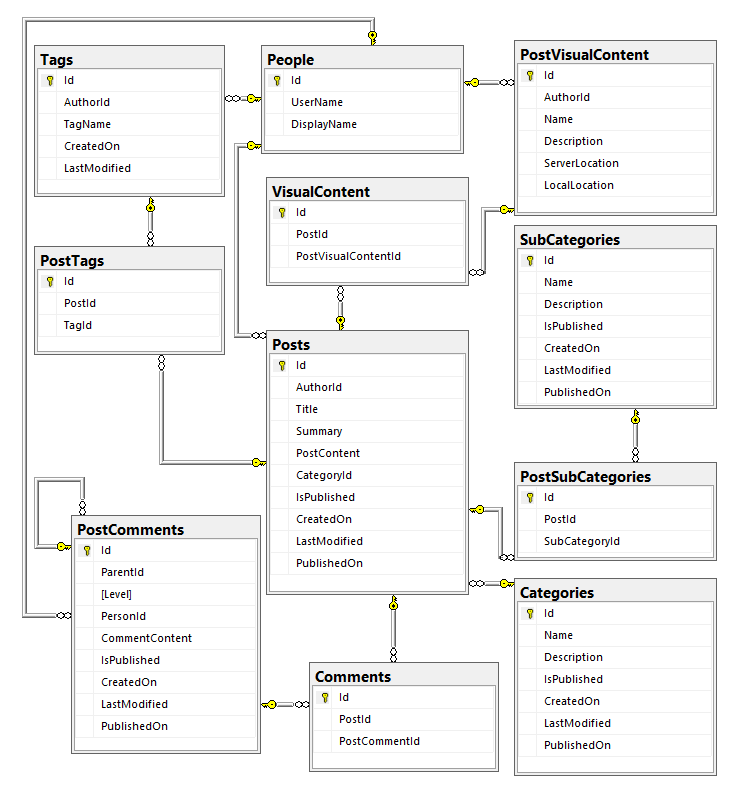 Tags
Id
AuthorId
TagName
CreatedOn
LastModified
People
Id
UserName
DisplayName
PostVisualContent
Id
AuthorId
Name
Description
ServerLocation
LocalLocation
VisualContent
Id
PostId
PostVisualContentId
SubCategories
Id
Name
Description
IsPublished
CreatedOn
LastModified
PublishedOn
PostTags
Id
PostId
TagId
Posts
Id
AuthorId
Title
Summary
PostContent
CategoryId
IsPublished
CreatedOn
LastModified
PublishedOn
PostSubCategories
Id
PostId
SubCategoryId
PostComments
Id
ParentId
[Level]
PersonId
CommentContent
IsPublished
CreatedOn
LastModified
PublishedOn
Categories
Id
Name
Description
IsPublished
CreatedOn
LastModified
PublishedOn
Comments
Id
PostId
PostCommentId